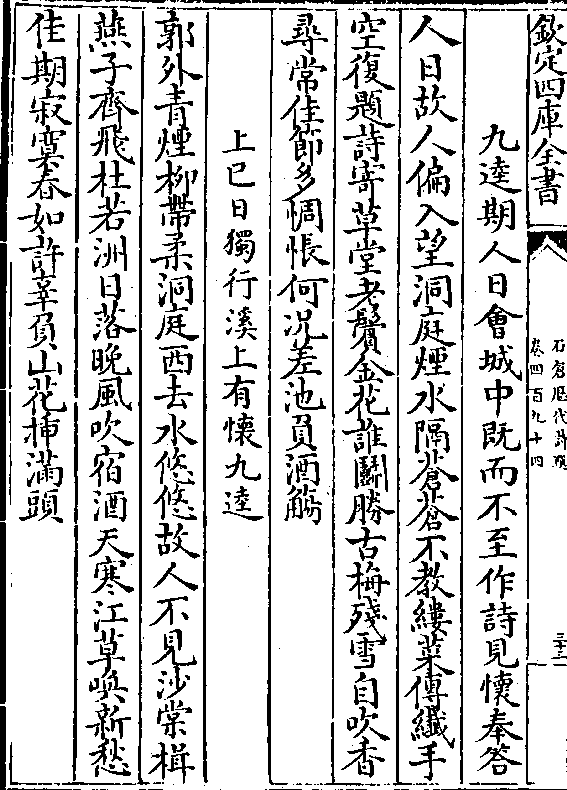 欽定四庫全書
石倉歷代詩選
卷四百九十四
三十三
九逵期人日會城中既而不至作詩見懷奉答
人日故人偏入望洞庭煙水隔蒼蒼不教縷菜傳纖手
空復題詩寄草堂老鬢金花誰鬭勝古梅殘雪自吹香
尋常佳節多惆悵何況差池負酒觴
上巳日獨行溪上有懷九逵
郭外青煙柳帶柔洞庭西去水悠悠故人不見沙棠楫
燕子齊飛杜若洲日落晚風吹宿酒天寒江草喚新愁
佳期寂寞春如許辜負山花揷滿頭